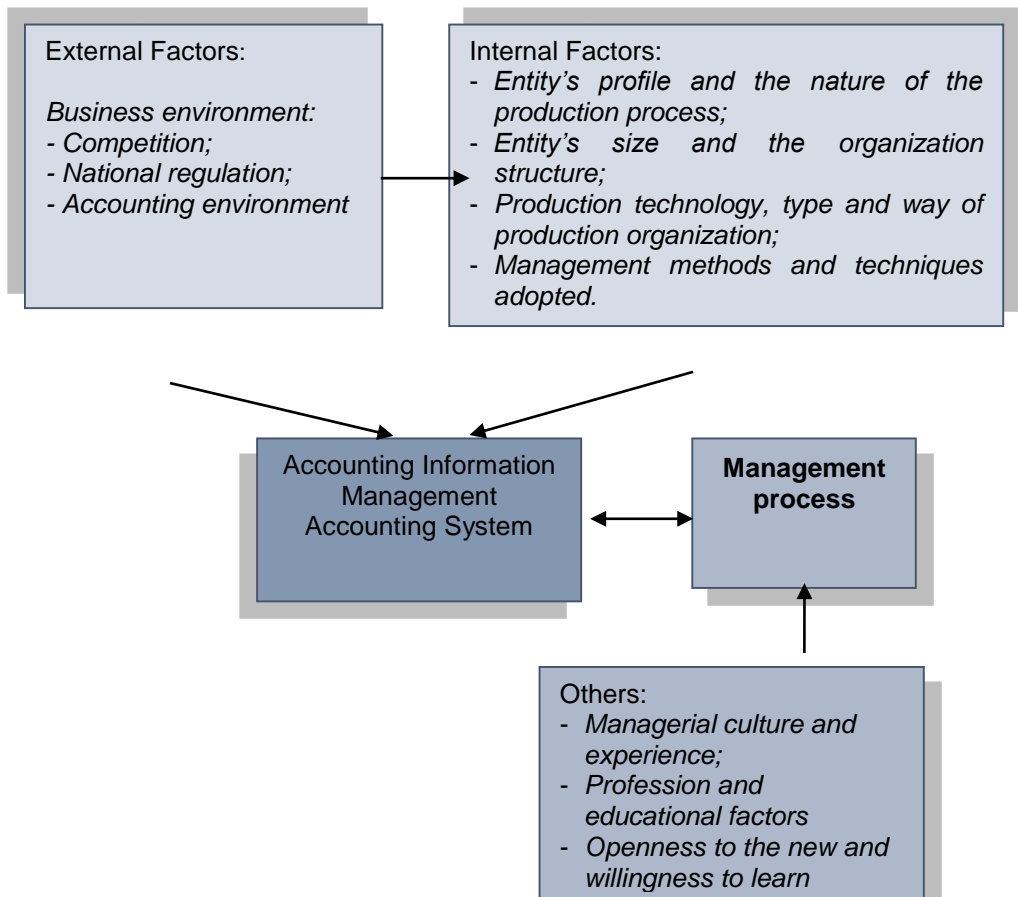 External Factors:
Business environment:
- Competition;
- National regulation;
- Accounting environment
Internal Factors:
- Entity's profile and the nature of the
production process;
- Entity's size and the organization
structure;
- Production technology, type and way of
production organization;
- Management methods and techniques
adopted.
Accounting Information
Management
Accounting System
Management
process
Others:
- Managerial culture and
experience;
- Profession and
educational factors
- Openness to the new and
willingness to learn